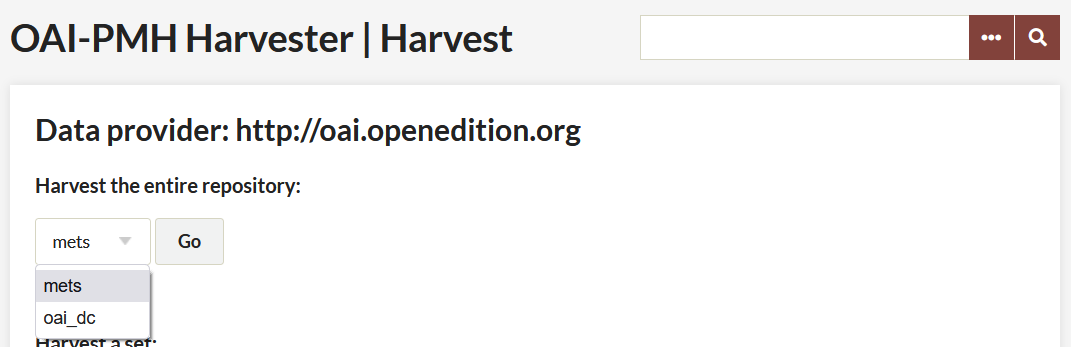 OAI-PMH Harvester | Harvest
Data provider: http://oai.openedition.org
Harvest the entire repository:
mets
Go
mets
oai_dc
Harvest a set: